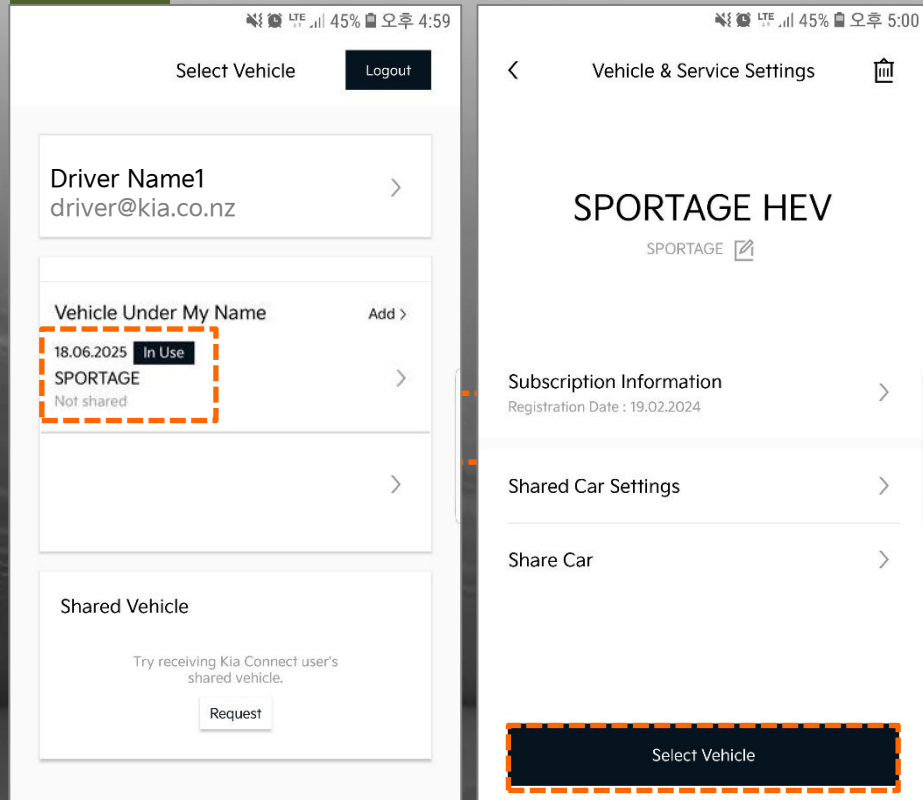 LTE 45% 오후 4:59
Select Vehicle
Logout
Driver Name1
driver@kia.co.nz
Vehicle Under My Name
Add >
18.06.2025 In Use
SPORTAGE
Not shared
Shared Vehicle
Try receiving Kia Connect user's
shared vehicle.
Request
LTE 45% 오후 5:00
Vehicle & Service Settings
SPORTAGE HEV
SPORTAGE
Subscription Information
Registration Date : 19.02.2024
Shared Car Settings
Share Car
Select Vehicle